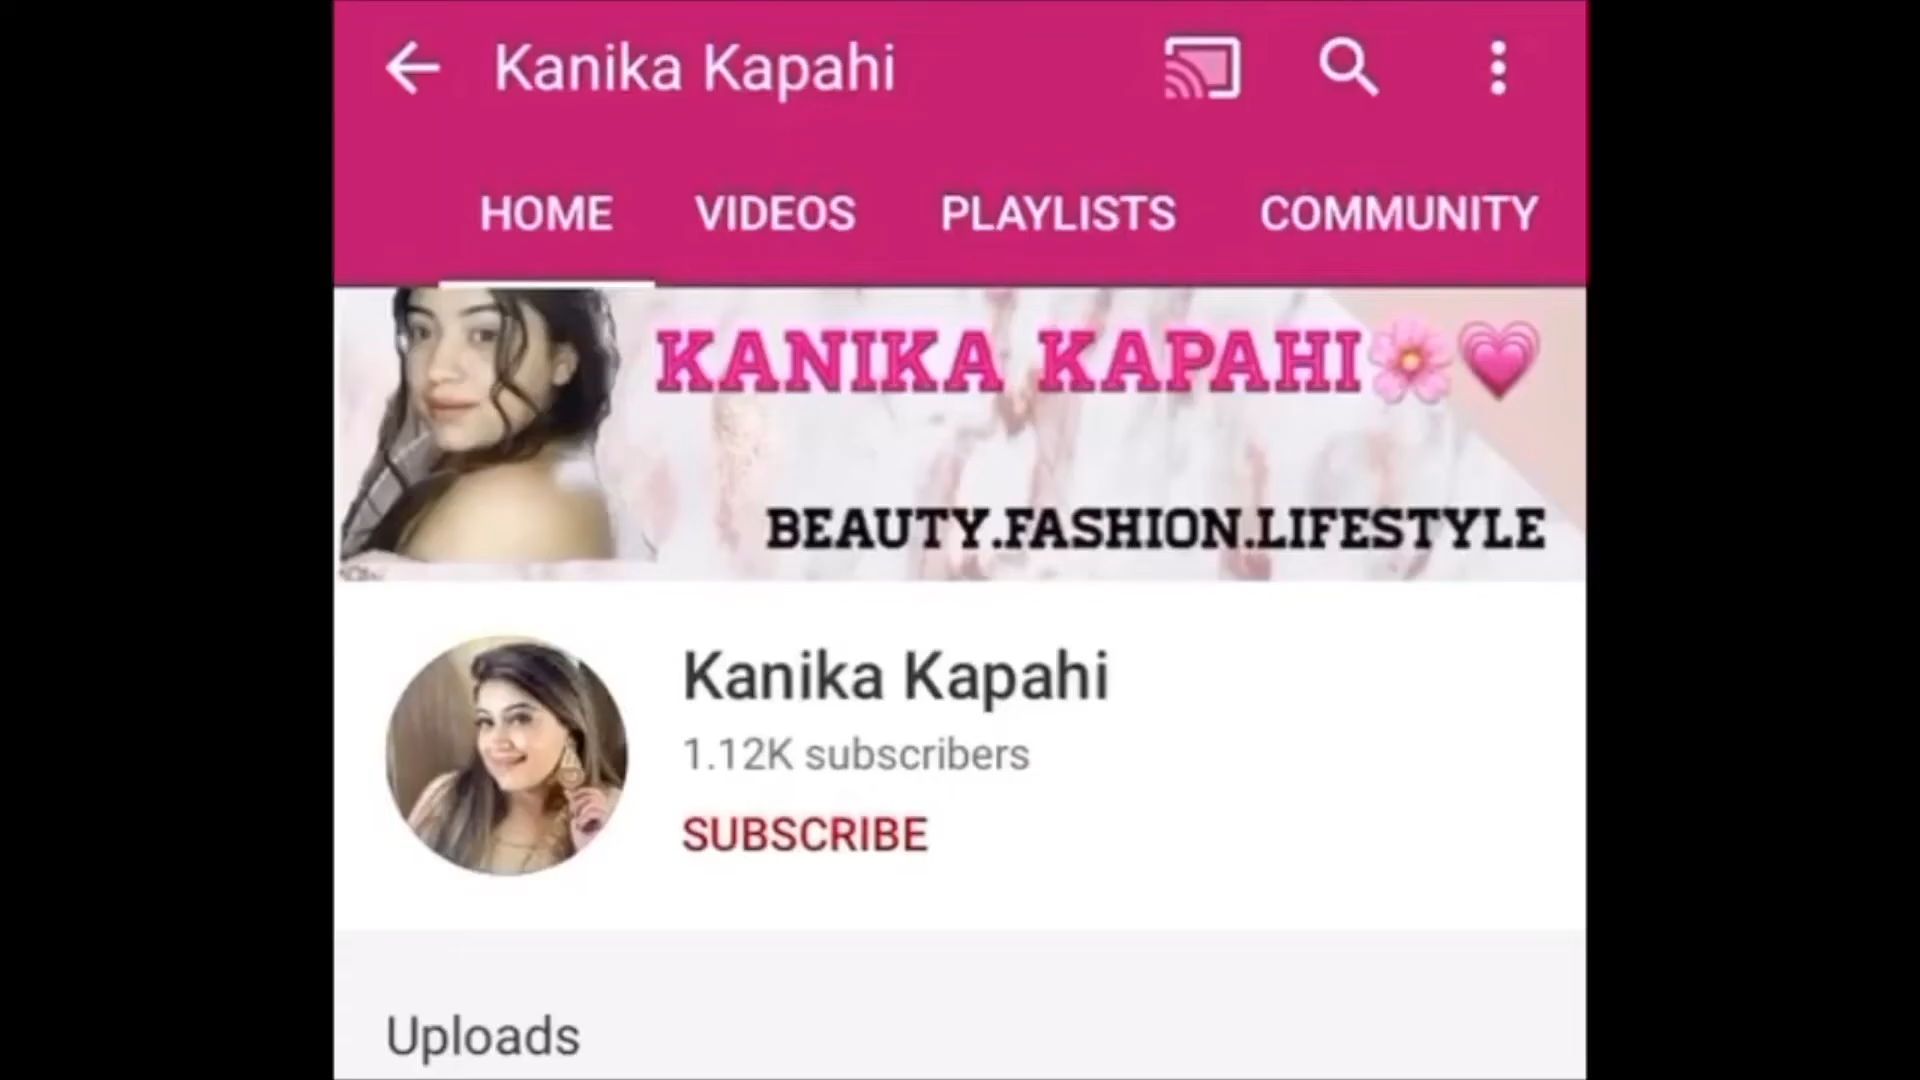 Kanika Kapahi
HOME VIDEOS PLAYLISTS COMMUNITY
KANIKA KAPAHI🌸💗
BEAUTY.FASHION.LIFESTYLE
Kanika Kapahi
1.12K subscribers
SUBSCRIBE
Uploads